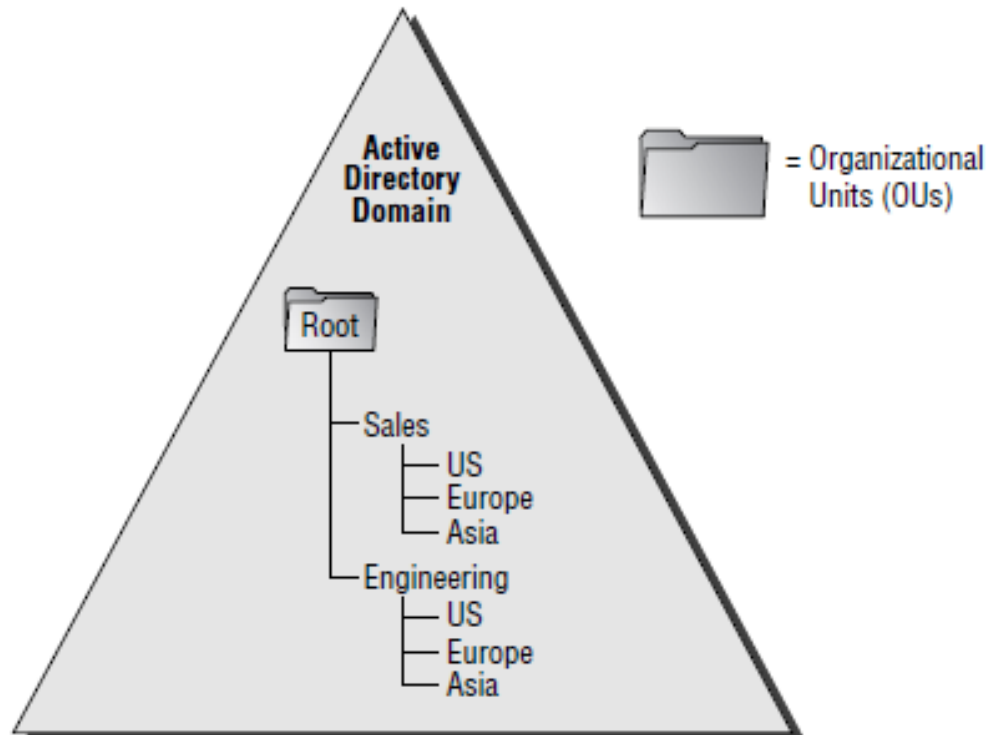 Active
Directory
Domain
= Organizational
Units (OUs)
Root
Sales
US
Europe
Asia
Engineering
US
Europe
Asia